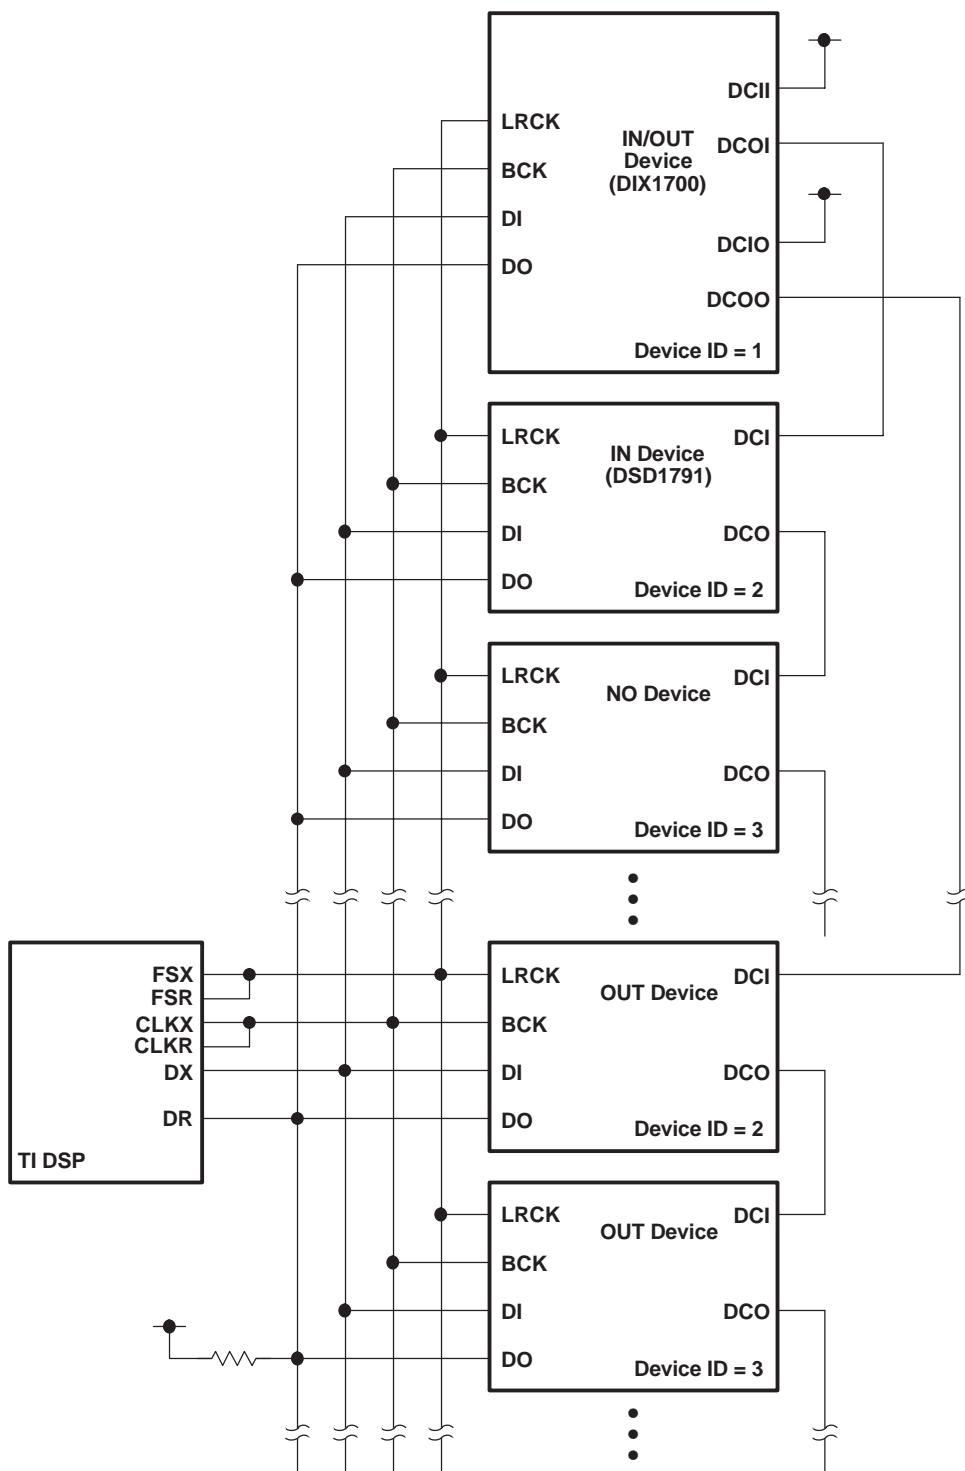 DCII
LRCK
IN/OUT
Device
(DIX1700)
DCOI
BCK
DI
DCIO
DO
DCOO
Device ID = 1
LRCK
IN Device
(DSD1791)
DCI
BCK
DI
DCO
DO
Device ID = 2
LRCK
NO Device
DCI
BCK
DI
DCO
DO
Device ID = 3
FSX
FSR
CLKX
CLKR
DX
DR
TI DSP
LRCK
OUT Device
DCI
BCK
DI
DCO
DO
Device ID = 2
LRCK
OUT Device
DCI
BCK
DI
DCO
DO
Device ID = 3